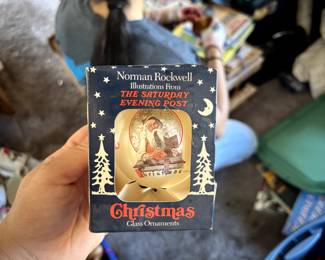 Norman Rockwell
Illustrations From
THE SATURDAY
EVENING POST
Christmas
Glass Ornaments